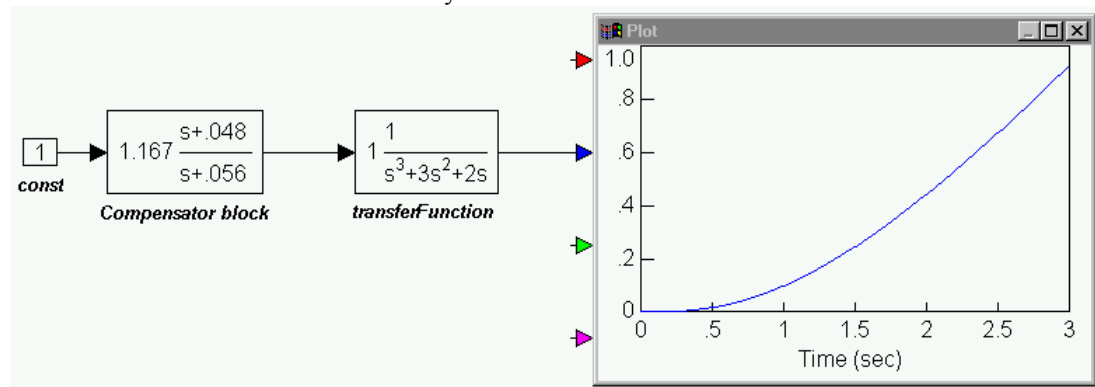 y
1
const
1.167 s+.048
s+.056
Compensator block
1 1
s³+3s²+2s
transferFunction
Plot
1.0
.8
.6
.4
.2
0
0 .5 1 1.5 2 2.5 3
Time (sec)